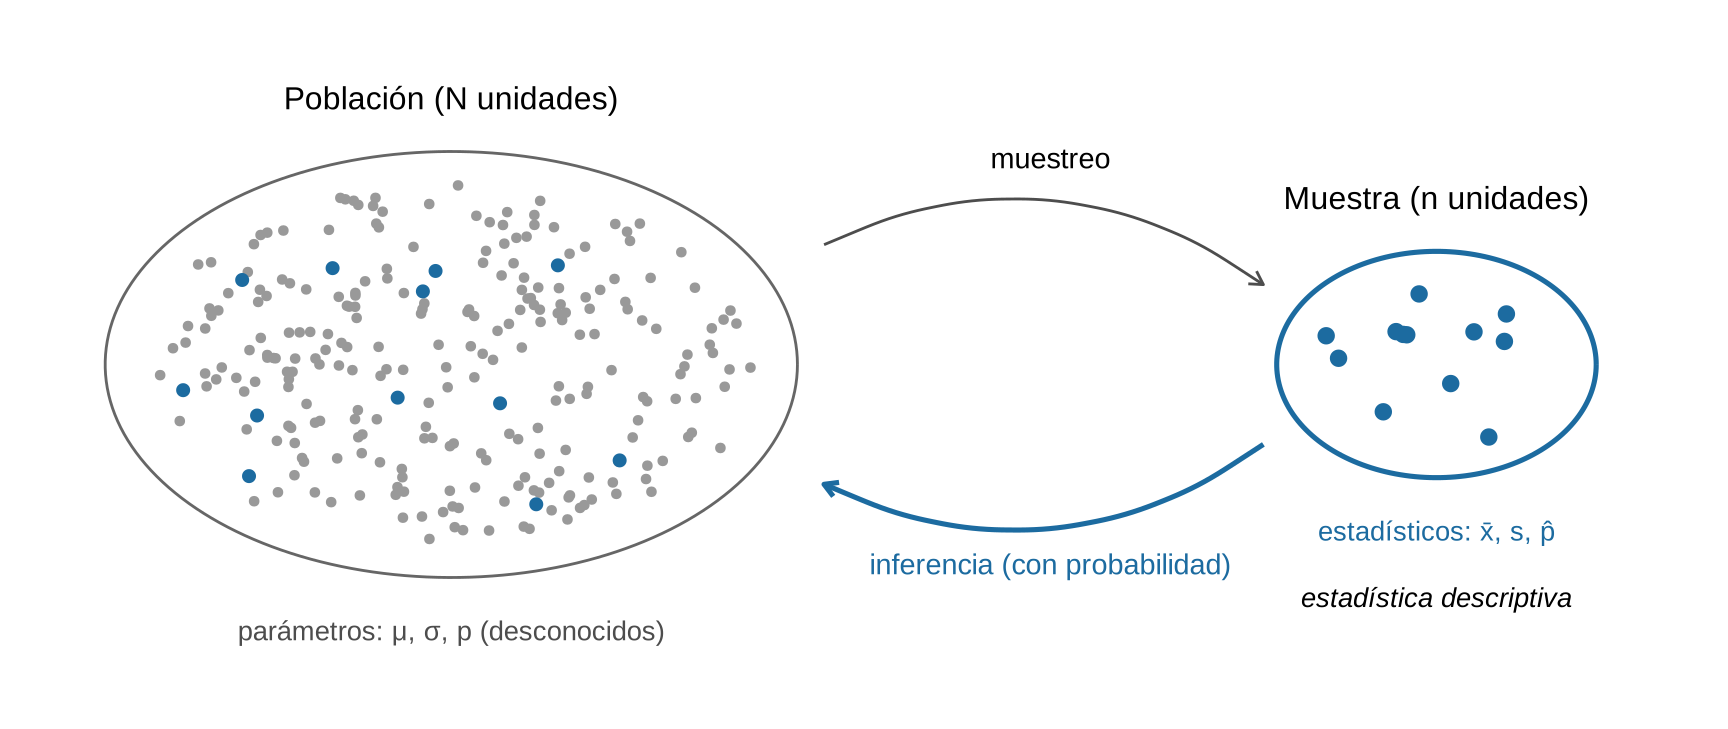 Población (N unidades)
muestreo
Muestra (n unidades)
estadísticos: x̄, s, p̂
inferencia (con probabilidad)
estadística descriptiva
parámetros: μ, σ, p (desconocidos)